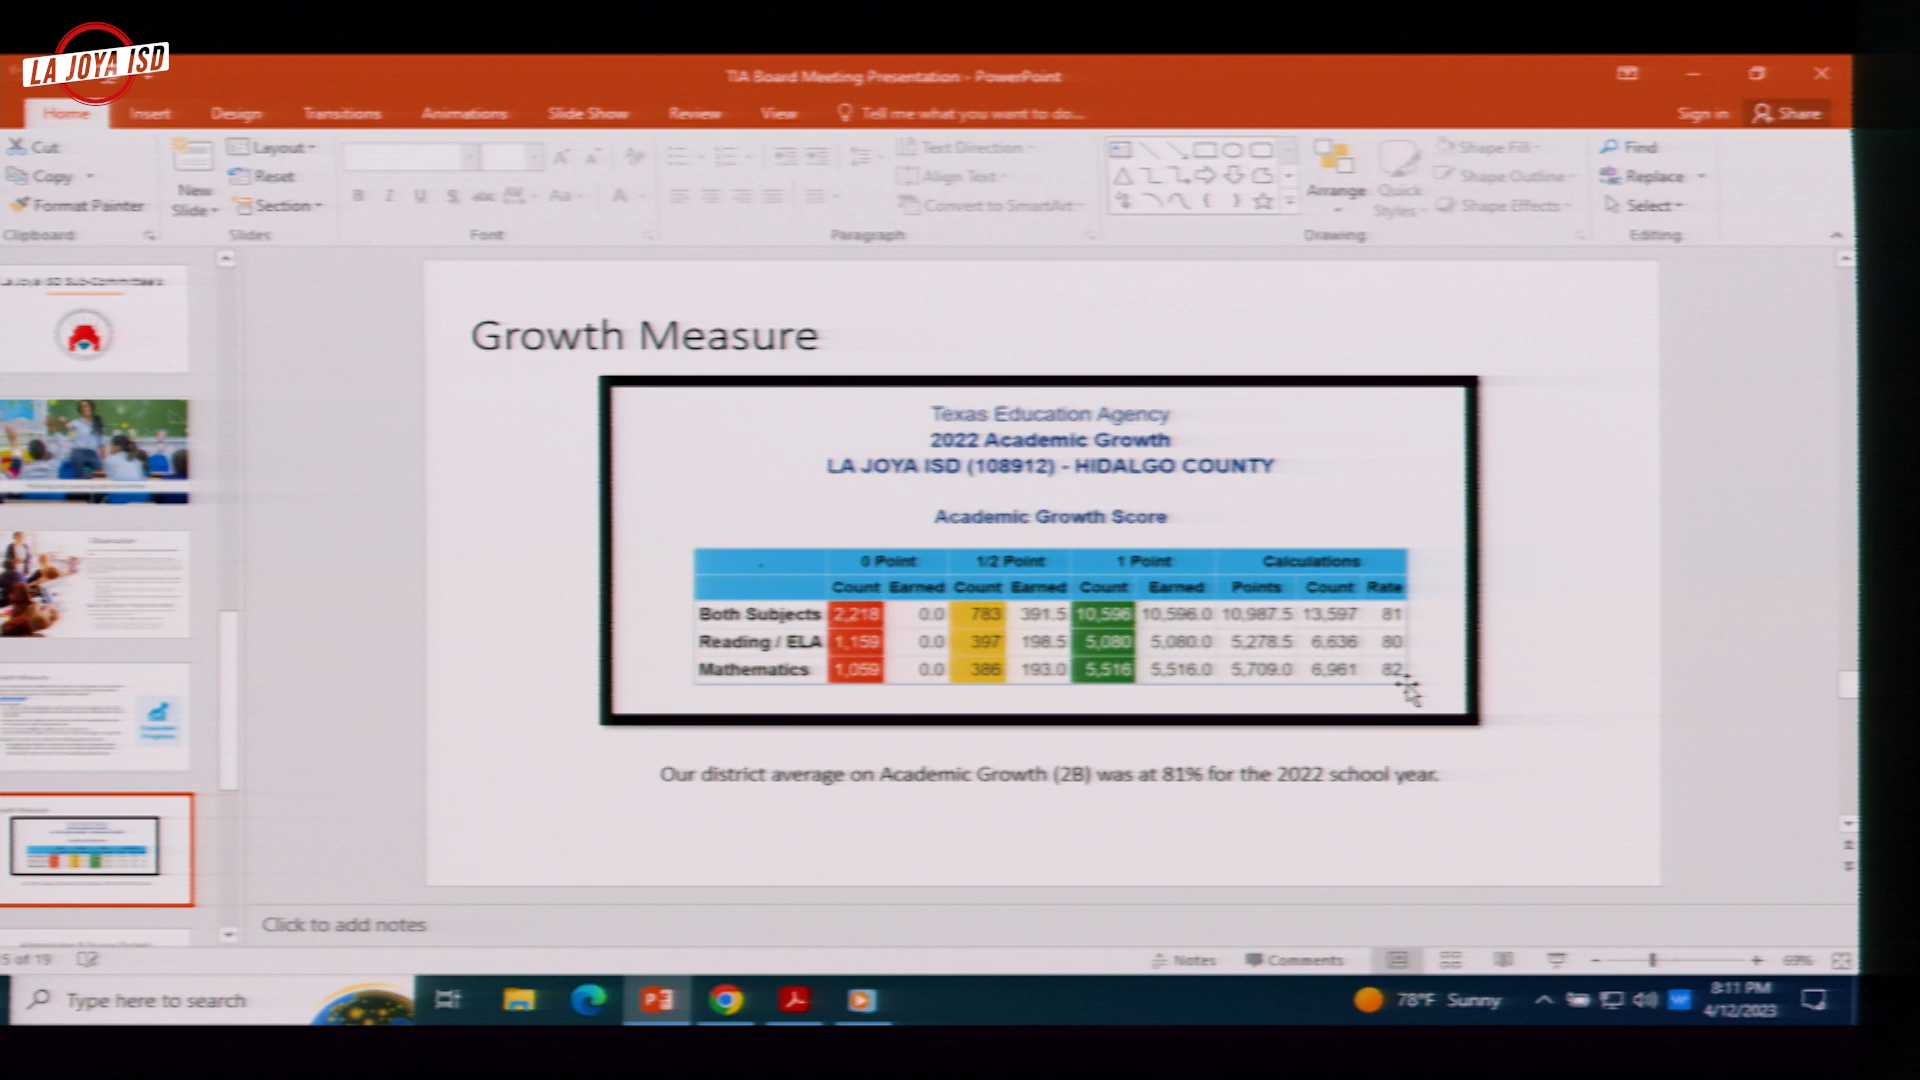 LA JOYA ISD
TIA Board Meeting Presentation - PowerPoint
Home Insert Design Transitions Animations Slide Show Review View Tell me what you want to do... Sign in Share
Cut
Copy
Format Painter
Clipboard
New Slide
Layout
Reset
Section
Slides
Font
Text Direction
Align Text
Convert to SmartArt
Paragraph
Arrange
Quick Styles
Shape Fill
Shape Outline
Shape Effects
Drawing
Find
Replace
Select
Editing
La Joya ISD Sub-Committee's
Growth Measure
Texas Education Agency
2022 Academic Growth
LA JOYA ISD (108912) - HIDALGO COUNTY
Academic Growth Score
0 Point 1/2 Point 1 Point Calculations
Count Earned Count Earned Count Earned Points Count Rate
Both Subjects 2,218 0.0 783 391.5 10,596 10,596.0 10,987.5 13,597 81
Reading / ELA 1,159 0.0 397 198.5 5,080 5,080.0 5,278.5 6,636 80
Mathematics 1,059 0.0 386 193.0 5,516 5,516.0 5,709.0 6,961 82
Our district average on Academic Growth (2B) was at 81% for the 2022 school year.
Click to add notes
5 of 19
Notes Comments 69%
Type here to search
78°F Sunny
8:11 PM
4/12/2023